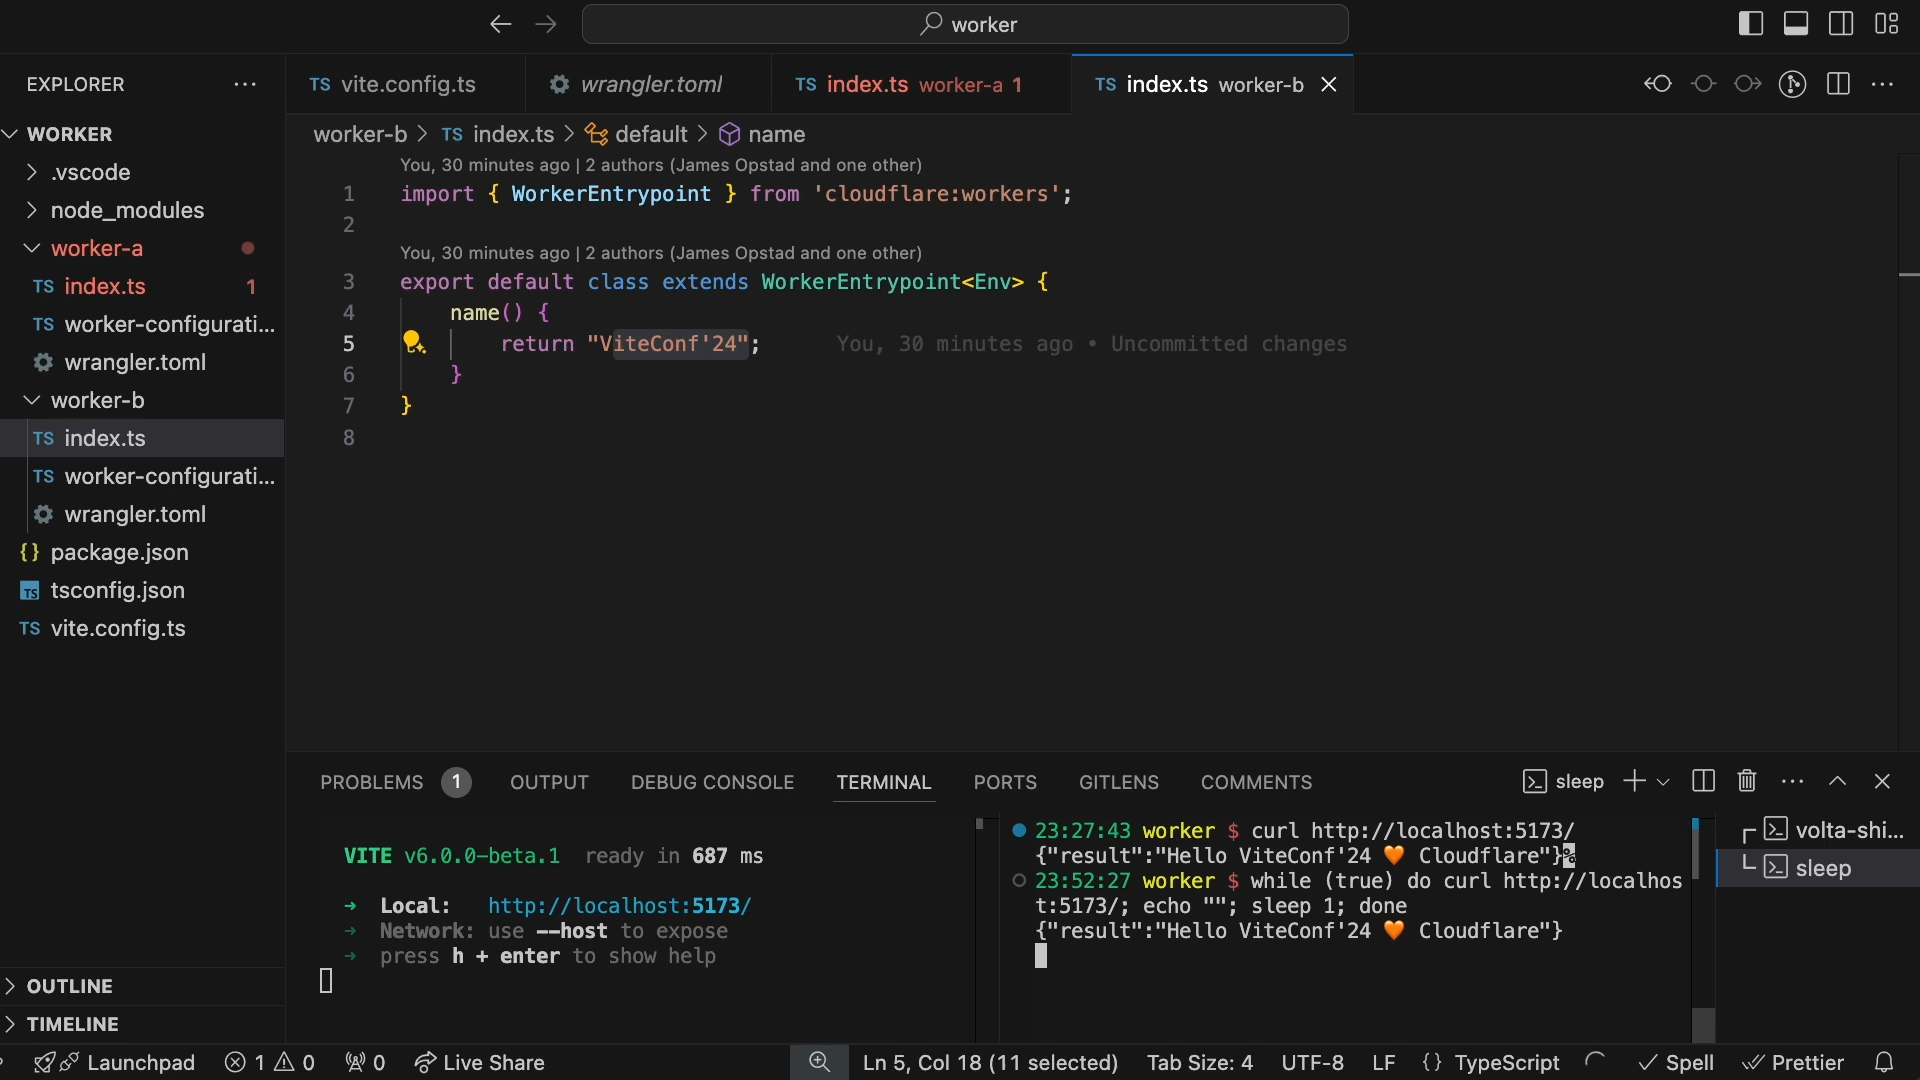 worker
EXPLORER
vite.config.ts
wrangler.toml
index.ts worker-a 1
index.ts worker-b
WORKER
.vscode
node_modules
worker-a
index.ts 1
worker-configurati...
wrangler.toml
worker-b
index.ts
worker-configurati...
wrangler.toml
package.json
tsconfig.json
vite.config.ts
OUTLINE
TIMELINE
worker-b > TS index.ts > default > name
You, 30 minutes ago | 2 authors (James Opstad and one other)
1 import { WorkerEntrypoint } from 'cloudflare:workers';
2
You, 30 minutes ago | 2 authors (James Opstad and one other)
3 export default class extends WorkerEntrypoint<Env> {
4 name() {
5 return "ViteConf'24"; You, 30 minutes ago • Uncommitted changes
6 }
7 }
8
PROBLEMS 1 OUTPUT DEBUG CONSOLE TERMINAL PORTS GITLENS COMMENTS
sleep
VITE v6.0.0-beta.1 ready in 687 ms
➜ Local: http://localhost:5173/
➜ Network: use --host to expose
➜ press h + enter to show help
23:27:43 worker $ curl http://localhost:5173/
{"result":"Hello ViteConf'24 🧡 Cloudflare"}%
23:52:27 worker $ while (true) do curl http://localhos
t:5173/; echo ""; sleep 1; done
{"result":"Hello ViteConf'24 🧡 Cloudflare"}
volta-shi...
sleep
Launchpad 1 0 0 Live Share
Ln 5, Col 18 (11 selected) Tab Size: 4 UTF-8 LF {} TypeScript Spell Prettier